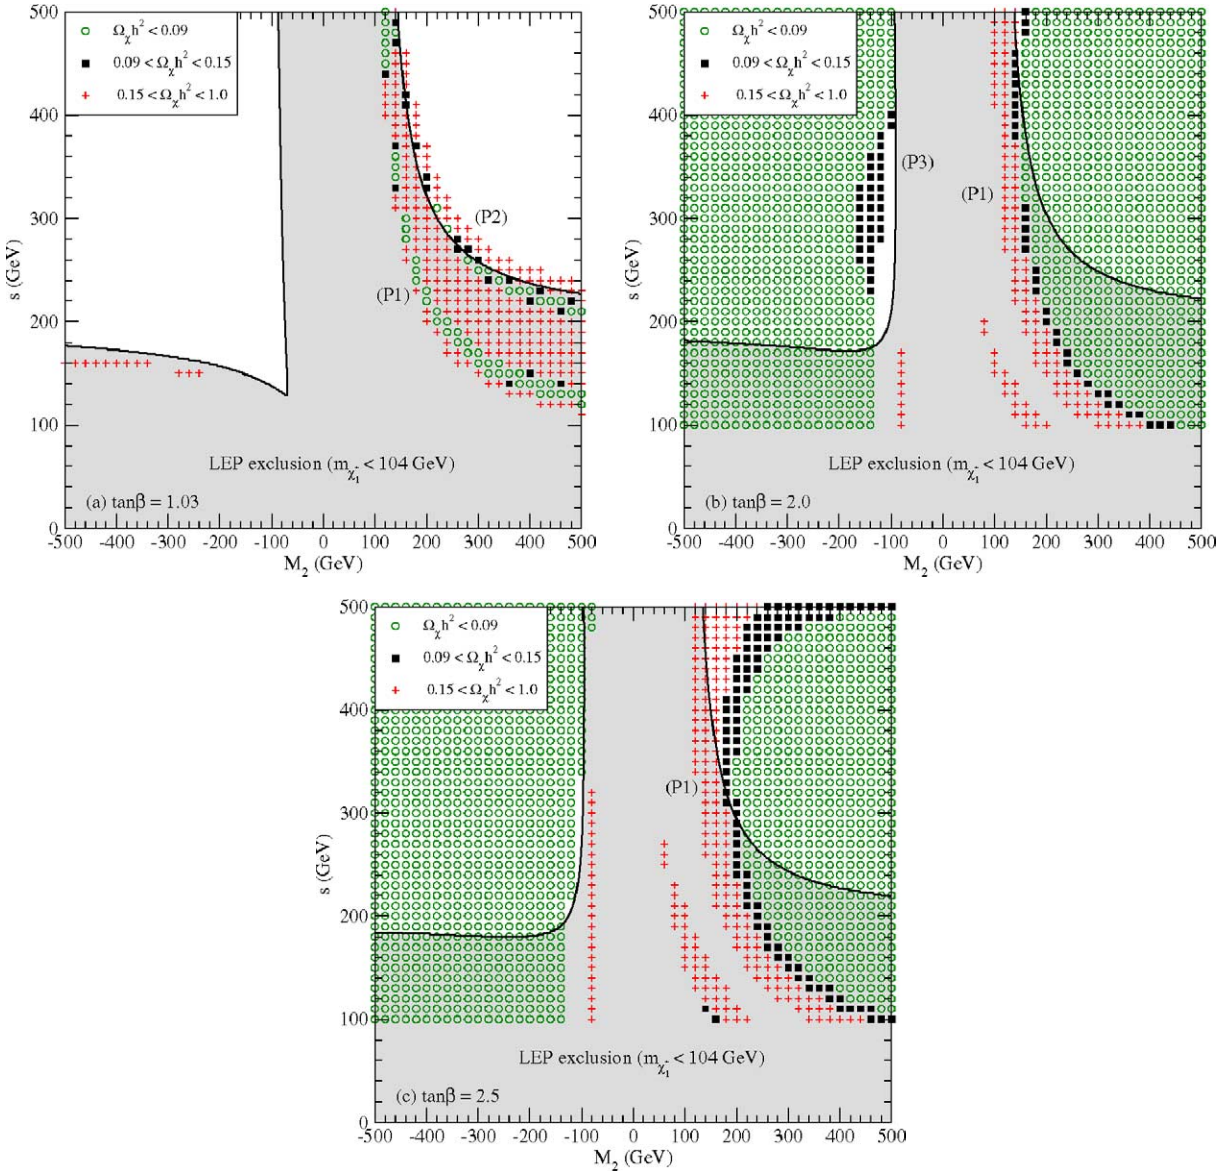 500
400
300
200
100
0
s (GeV)
Ωχh² < 0.09
0.09 < Ωχh² < 0.15
0.15 < Ωχh² < 1.0
(P2)
(P1)
LEP exclusion (mχ̃₁⁻ < 104 GeV)
(a) tanβ = 1.03
-500 -400 -300 -200 -100 0 100 200 300 400 500
M₂ (GeV)
500
400
300
200
100
0
s (GeV)
Ωχh² < 0.09
0.09 < Ωχh² < 0.15
0.15 < Ωχh² < 1.0
(P3)
(P1)
LEP exclusion (mχ̃₁⁻ < 104 GeV)
(b) tanβ = 2.0
-500 -400 -300 -200 -100 0 100 200 300 400 500
M₂ (GeV)
500
400
300
200
100
0
s (GeV)
Ωχh² < 0.09
0.09 < Ωχh² < 0.15
0.15 < Ωχh² < 1.0
(P1)
LEP exclusion (mχ̃₁⁻ < 104 GeV)
(c) tanβ = 2.5
-500 -400 -300 -200 -100 0 100 200 300 400 500
M₂ (GeV)